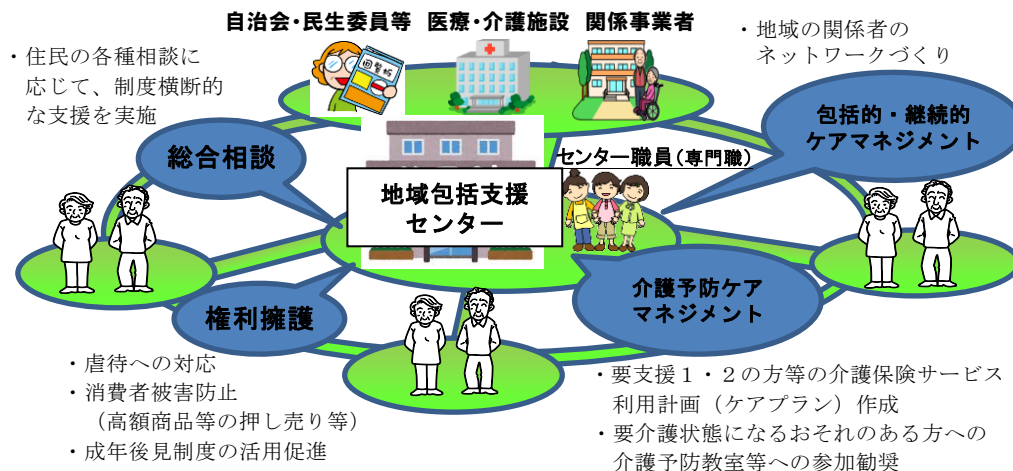 自治会・民生委員等 医療・介護施設 関係事業者
回覧板
・住民の各種相談に
応じて、制度横断的
な支援を実施
・地域の関係者の
ネットワークづくり
総合相談
包括的・継続的
ケアマネジメント
センター職員(専門職)
地域包括支援
センター
権利擁護
介護予防ケア
マネジメント
・虐待への対応
・消費者被害防止
(高額商品等の押し売り等)
・成年後見制度の活用促進
・要支援1・2の方等の介護保険サービス
利用計画(ケアプラン)作成
・要介護状態になるおそれのある方への
介護予防教室等への参加勧奨